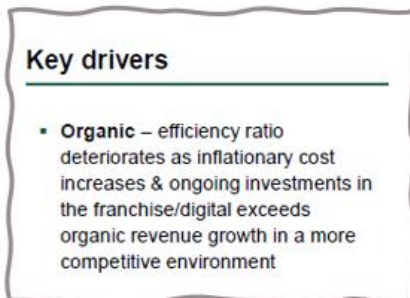 Key drivers
▪ Organic – efficiency ratio
deteriorates as inflationary cost
increases & ongoing investments in
the franchise/digital exceeds
organic revenue growth in a more
competitive environment